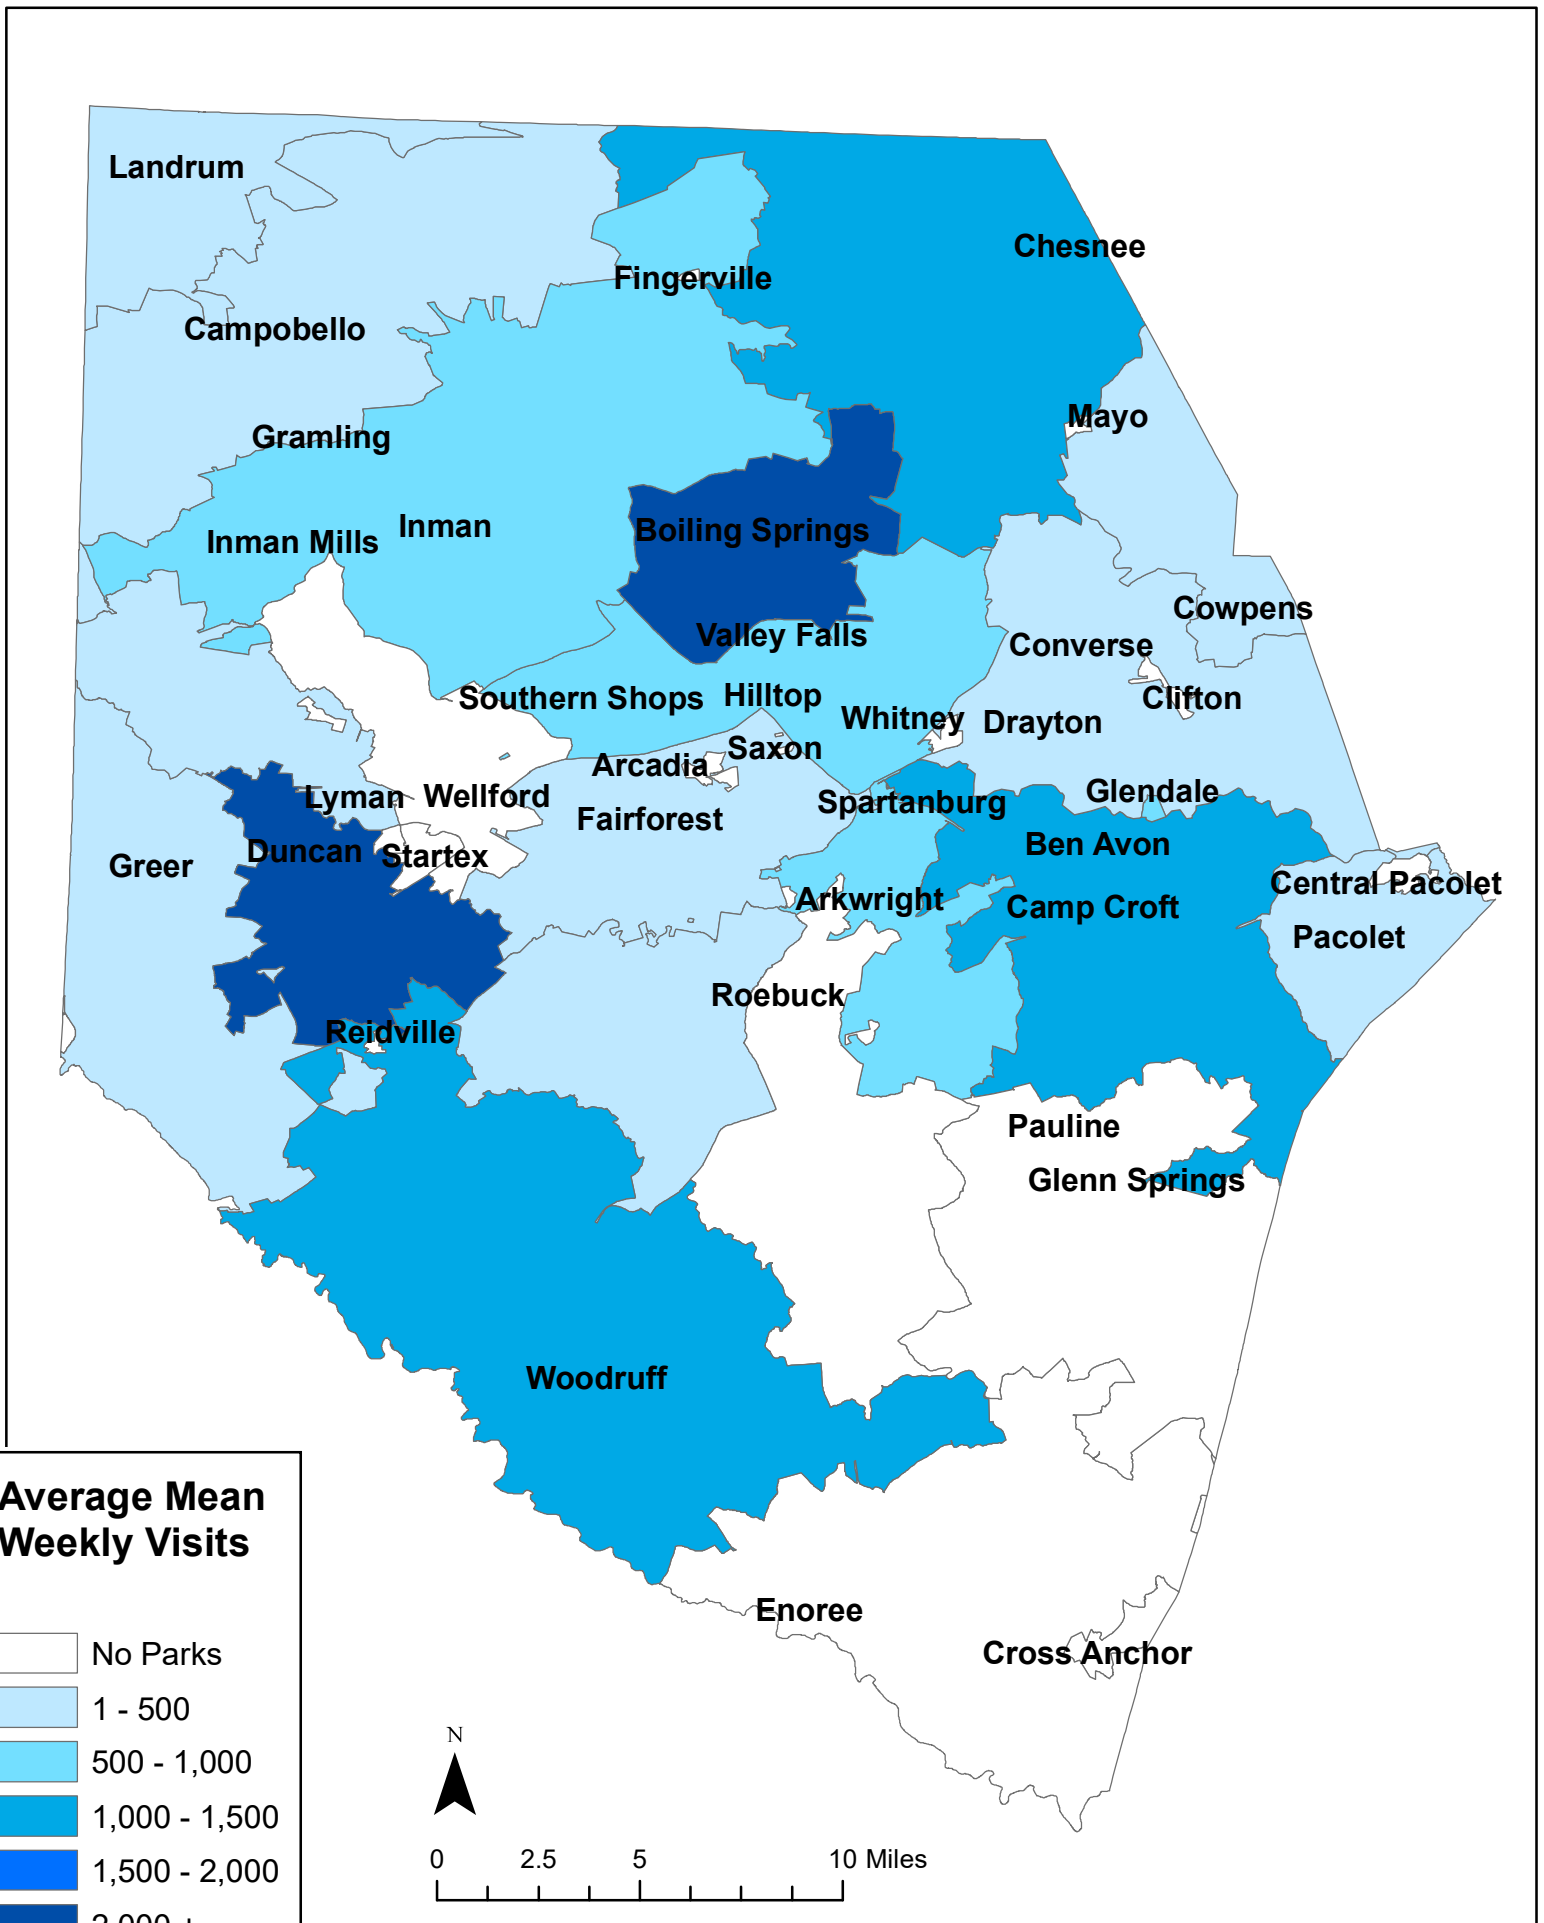 Landrum
Chesnee
Fingerville
Campobello
Mayo
Gramling
Inman
Boiling Springs
Inman Mills
Cowpens
Valley Falls
Converse
Southern Shops
Hilltop
Clifton
Whitney
Drayton
Saxon
Arcadia
Glendale
Lyman
Wellford
Spartanburg
Fairforest
Ben Avon
Duncan
Startex
Greer
Central Pacolet
Arkwright
Camp Croft
Pacolet
Roebuck
Reidville
Pauline
Glenn Springs
Woodruff
Enoree
Cross Anchor
Average Mean
Weekly Visits
No Parks
1 - 500
500 - 1,000
1,000 - 1,500
1,500 - 2,000
2,000 +
N
0 2.5 5 10 Miles